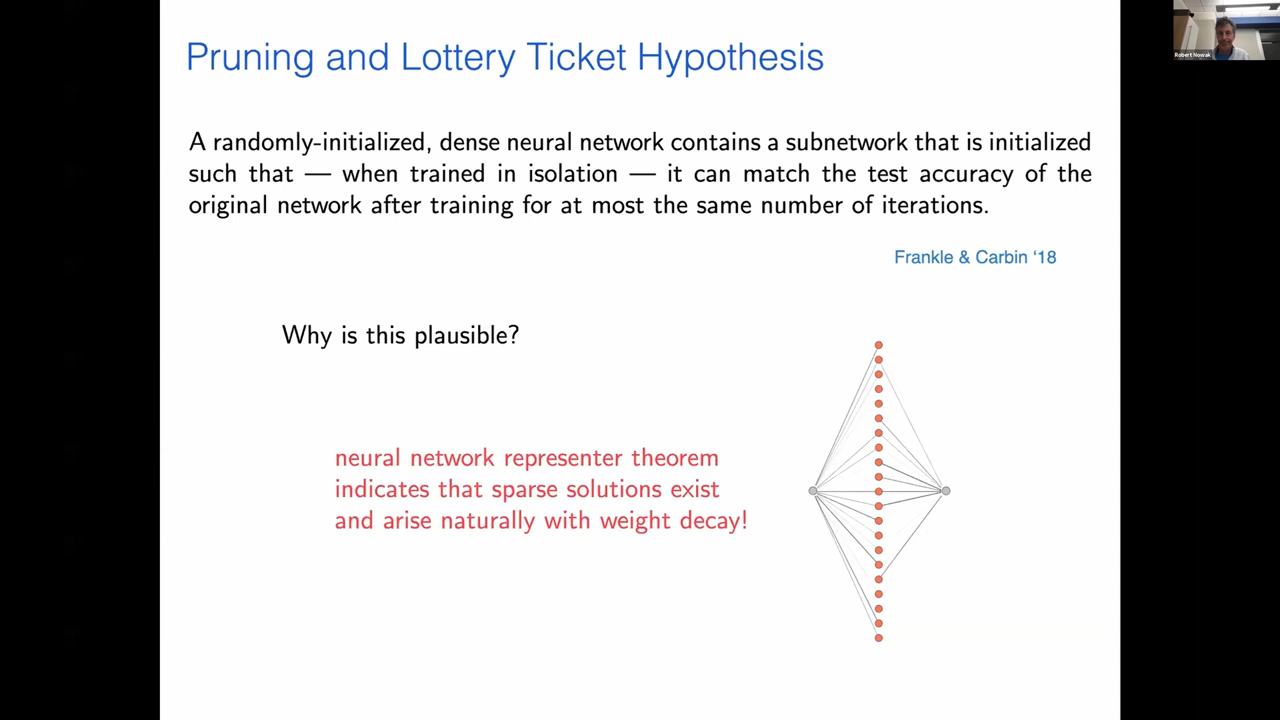 Pruning and Lottery Ticket Hypothesis
Robert Nowak
A randomly-initialized, dense neural network contains a subnetwork that is initialized
such that — when trained in isolation — it can match the test accuracy of the
original network after training for at most the same number of iterations.
Frankle & Carbin ‘18
Why is this plausible?
neural network representer theorem
indicates that sparse solutions exist
and arise naturally with weight decay!